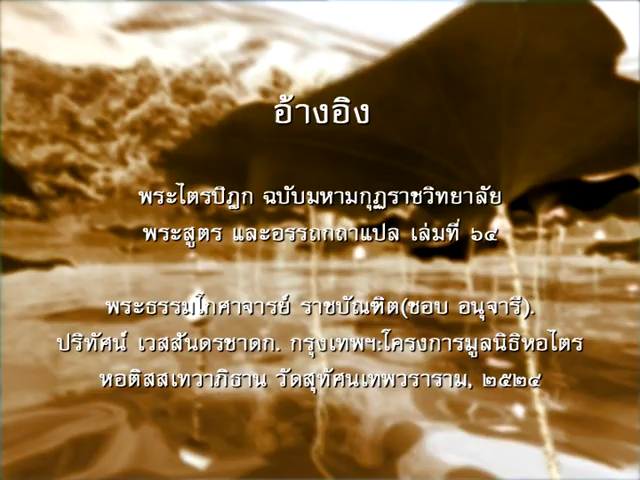 อ้างอิง
พระไตรปิฎก ฉบับมหามกุฏราชวิทยาลัย
พระสูตร และอรรถกถาแปล เล่มที่ ๖๔
พระธรรมโกศาจารย์ ราชบัณฑิต(ชอบ อนุจารี).
ปริทัศน์ เวสสันดรชาดก. กรุงเทพฯ:โครงการมูลนิธิหอไตร
หอติสสเทวาภิธาน วัดสุทัศนเทพวราราม, ๒๕๒๔